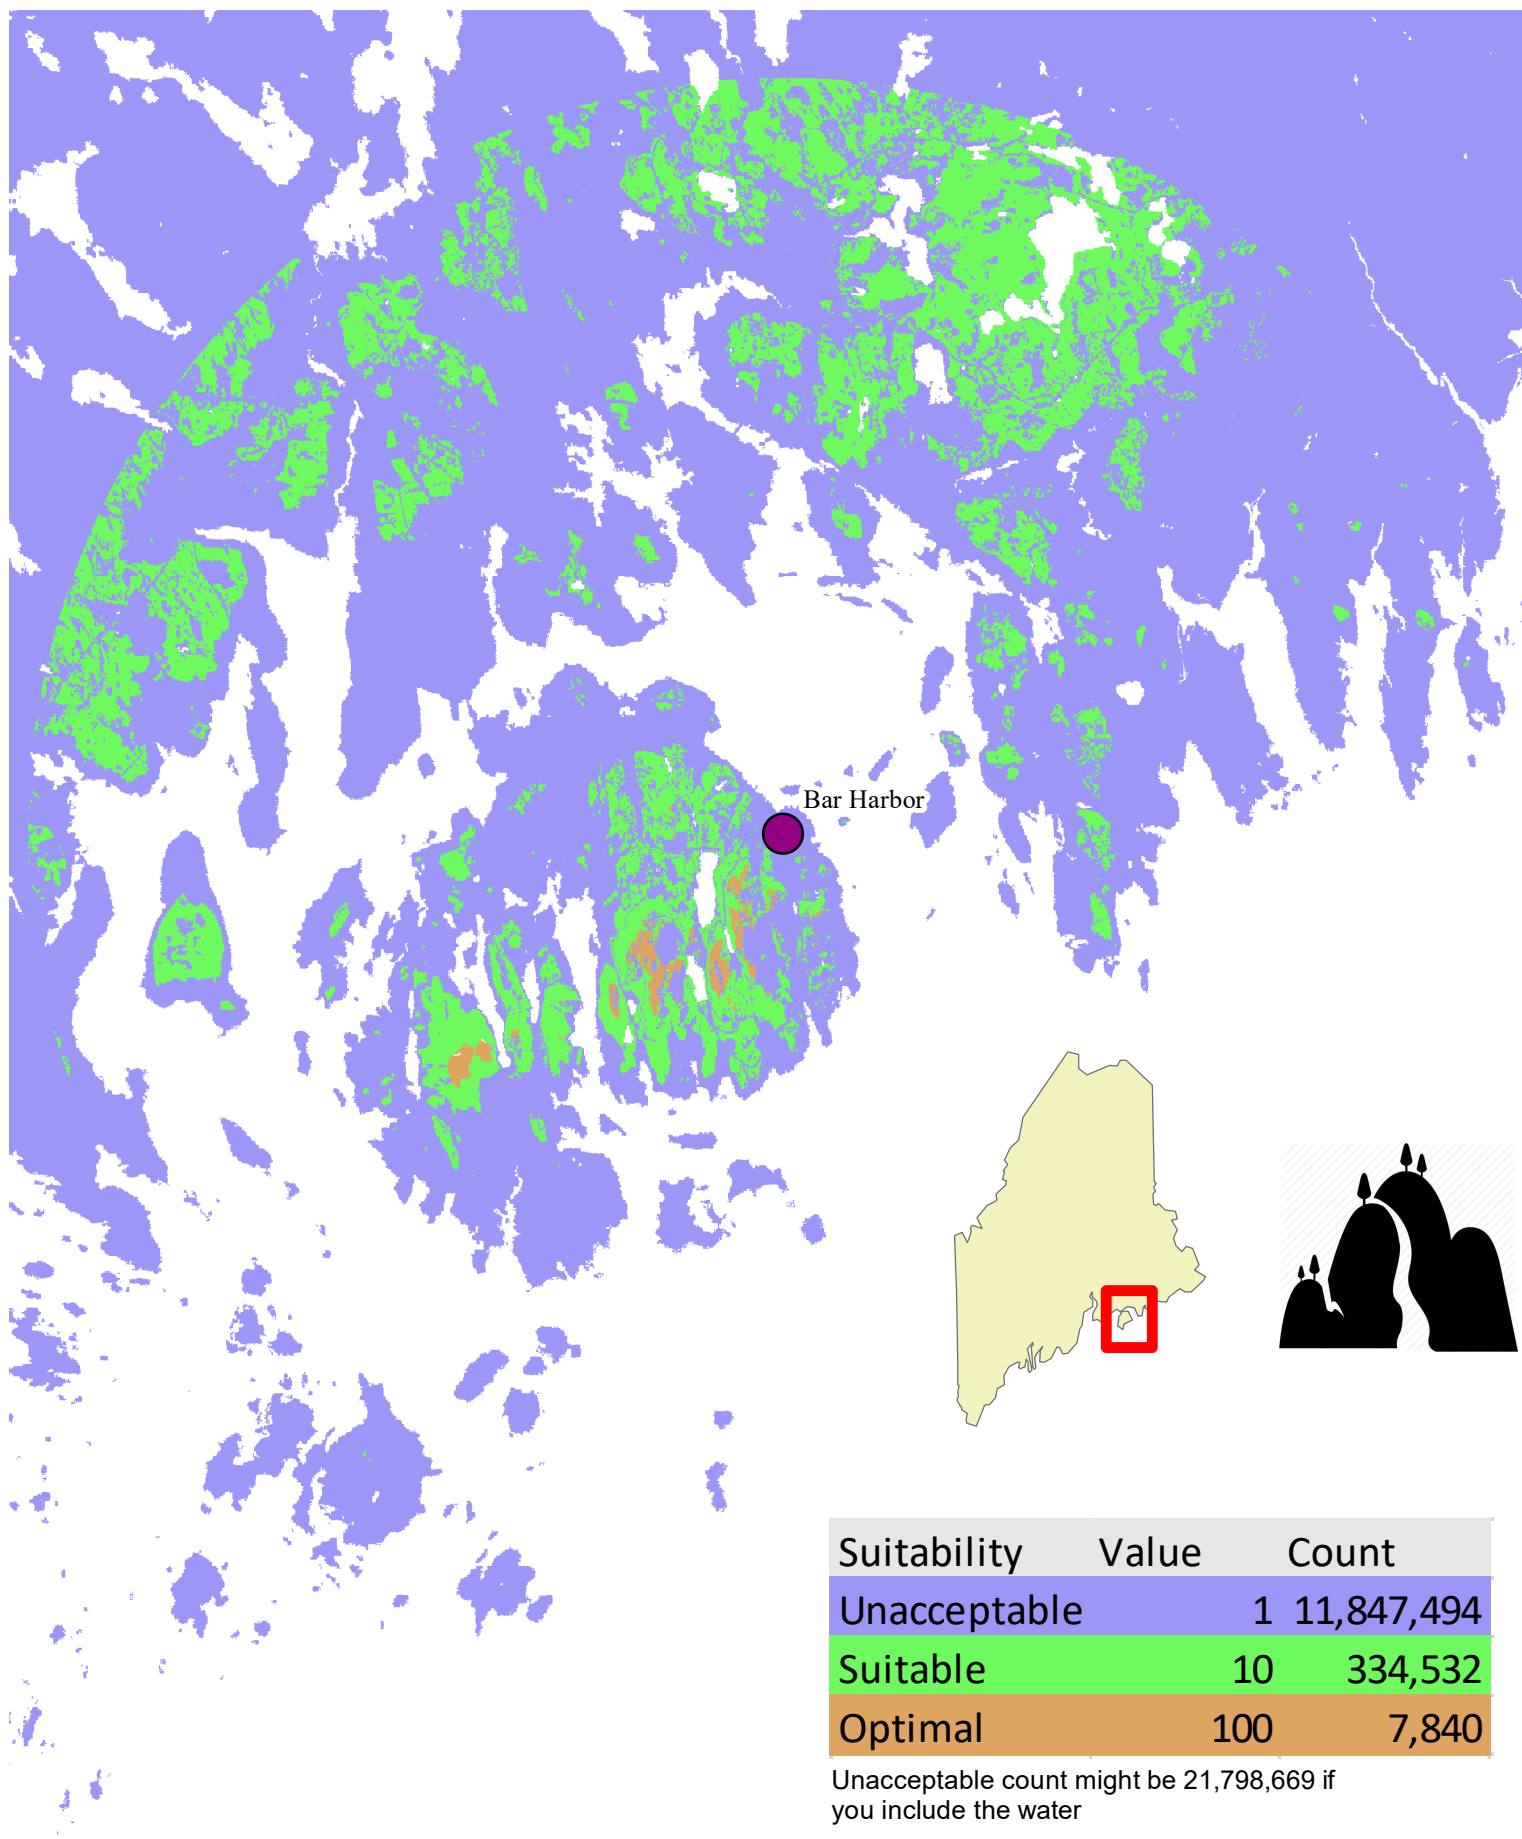 Bar Harbor
Suitability Value Count
Unacceptable 1 11,847,494
Suitable 10 334,532
Optimal 100 7,840
Unacceptable count might be 21,798,669 if
you include the water